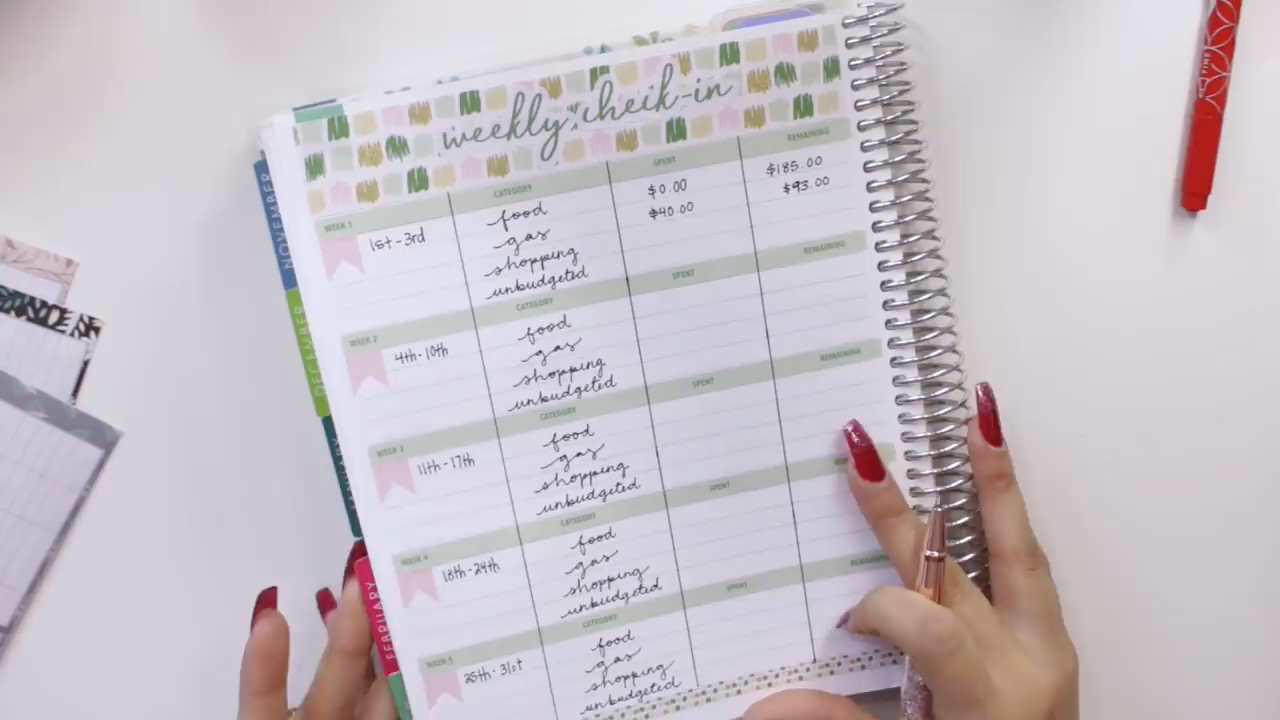 weekly check-in
WEEK 1 CATEGORY SPENT REMAINING
1st-3rd food $0.00 $185.00
gas $40.00 $93.00
shopping
unbudgeted
WEEK 2 CATEGORY SPENT REMAINING
4th-10th food
gas
shopping
unbudgeted
WEEK 3 CATEGORY SPENT REMAINING
11th-17th food
gas
shopping
unbudgeted
WEEK 4 CATEGORY SPENT
18th-24th food
gas
shopping
unbudgeted
WEEK 5 CATEGORY SPENT
25th-31st food
gas
shopping
unbudgeted
NOVEMBER
DECEMBER
FEBRUARY